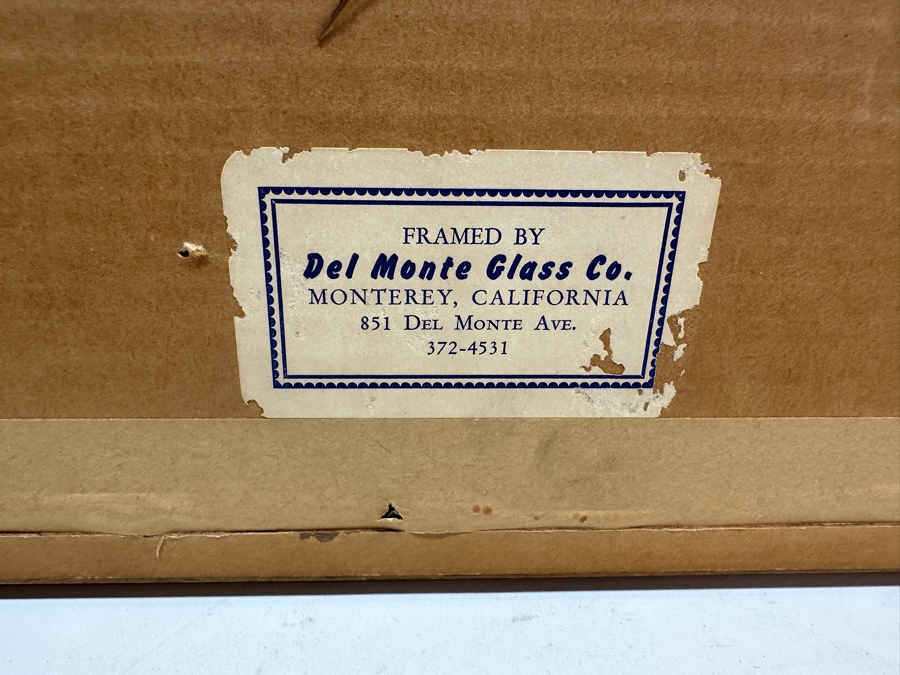 FRAMED BY
Del Monte Glass Co.
MONTEREY, CALIFORNIA
851 DEL MONTE AVE.
372-4531